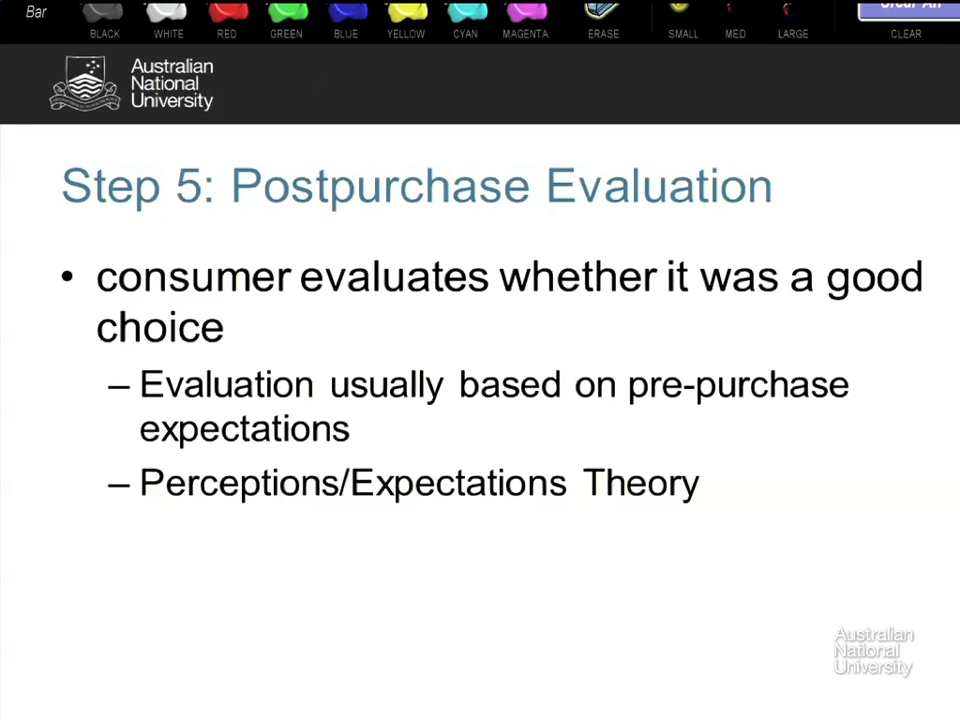 Bar
BLACK WHITE RED GREEN BLUE YELLOW CYAN MAGENTA ERASE SMALL MED LARGE CLEAR
Australian
National
University
Step 5: Postpurchase Evaluation
• consumer evaluates whether it was a good
choice
– Evaluation usually based on pre-purchase
expectations
– Perceptions/Expectations Theory
Australian
National
University